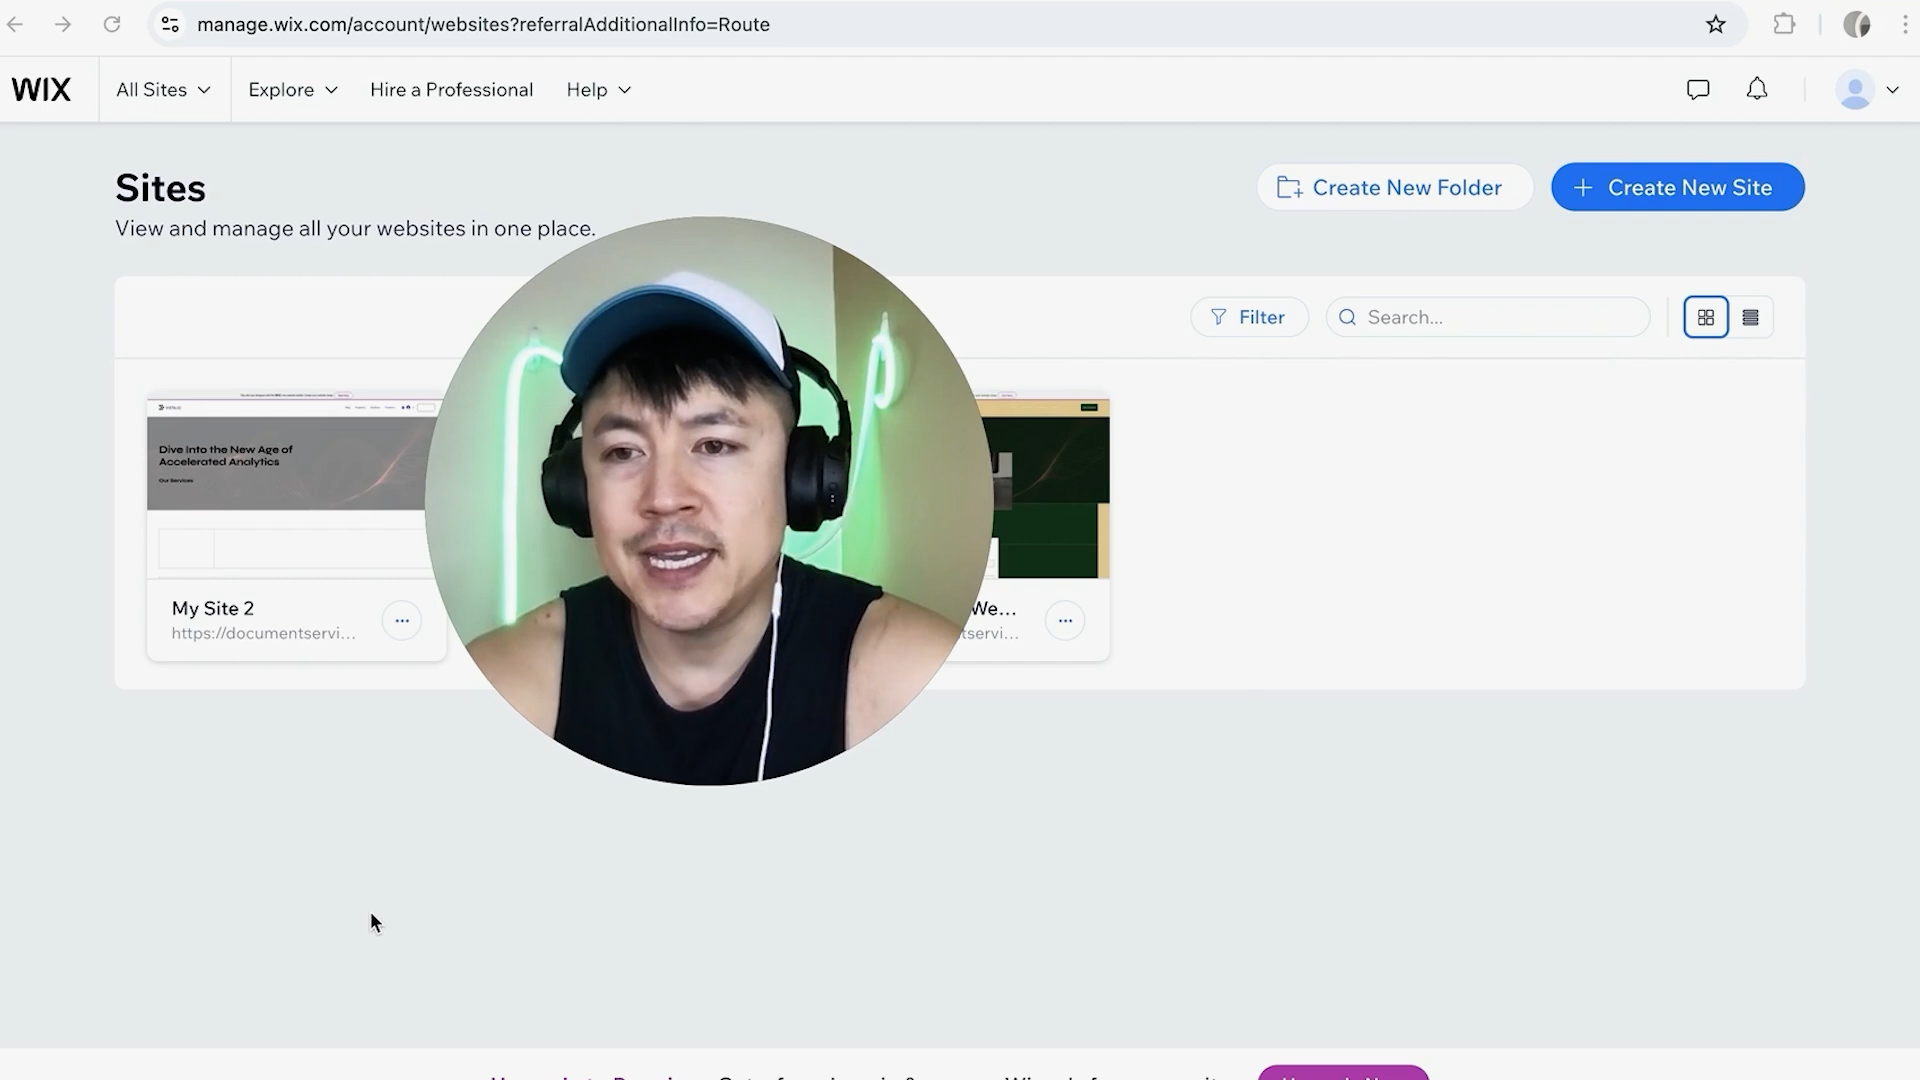 manage.wix.com/account/websites?referralAdditionalInfo=Route
WIX
All Sites
Explore
Hire a Professional
Help
Sites
View and manage all your websites in one place.
Create New Folder
+ Create New Site
Filter
Search...
Dive Into the New Age of
Accelerated Analytics
Our Services
My Site 2
https://documentservi...
We...
tservi...